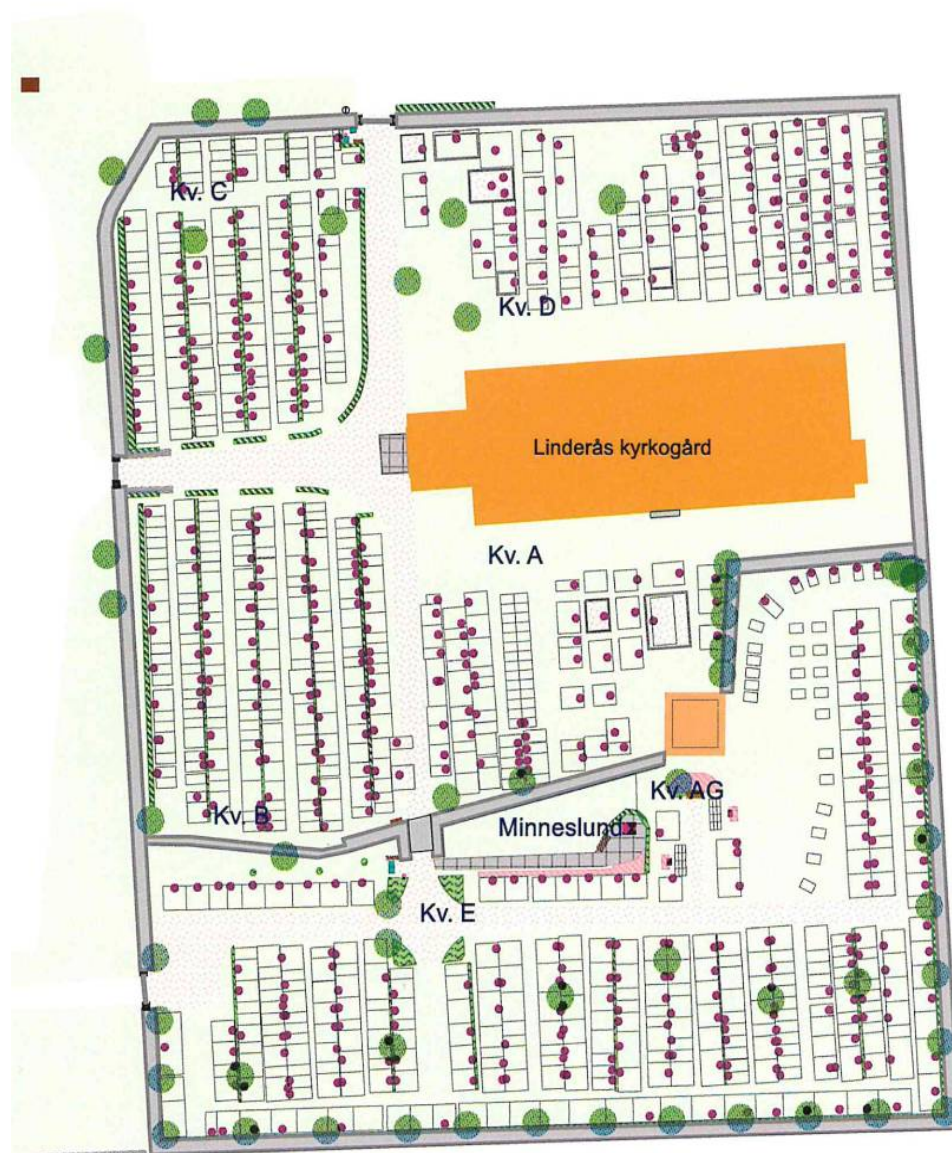 Kv. C
Kv. D
Linderås kyrkogård
Kv. A
Kv. AG
Kv. B
Minneslund
Kv. E